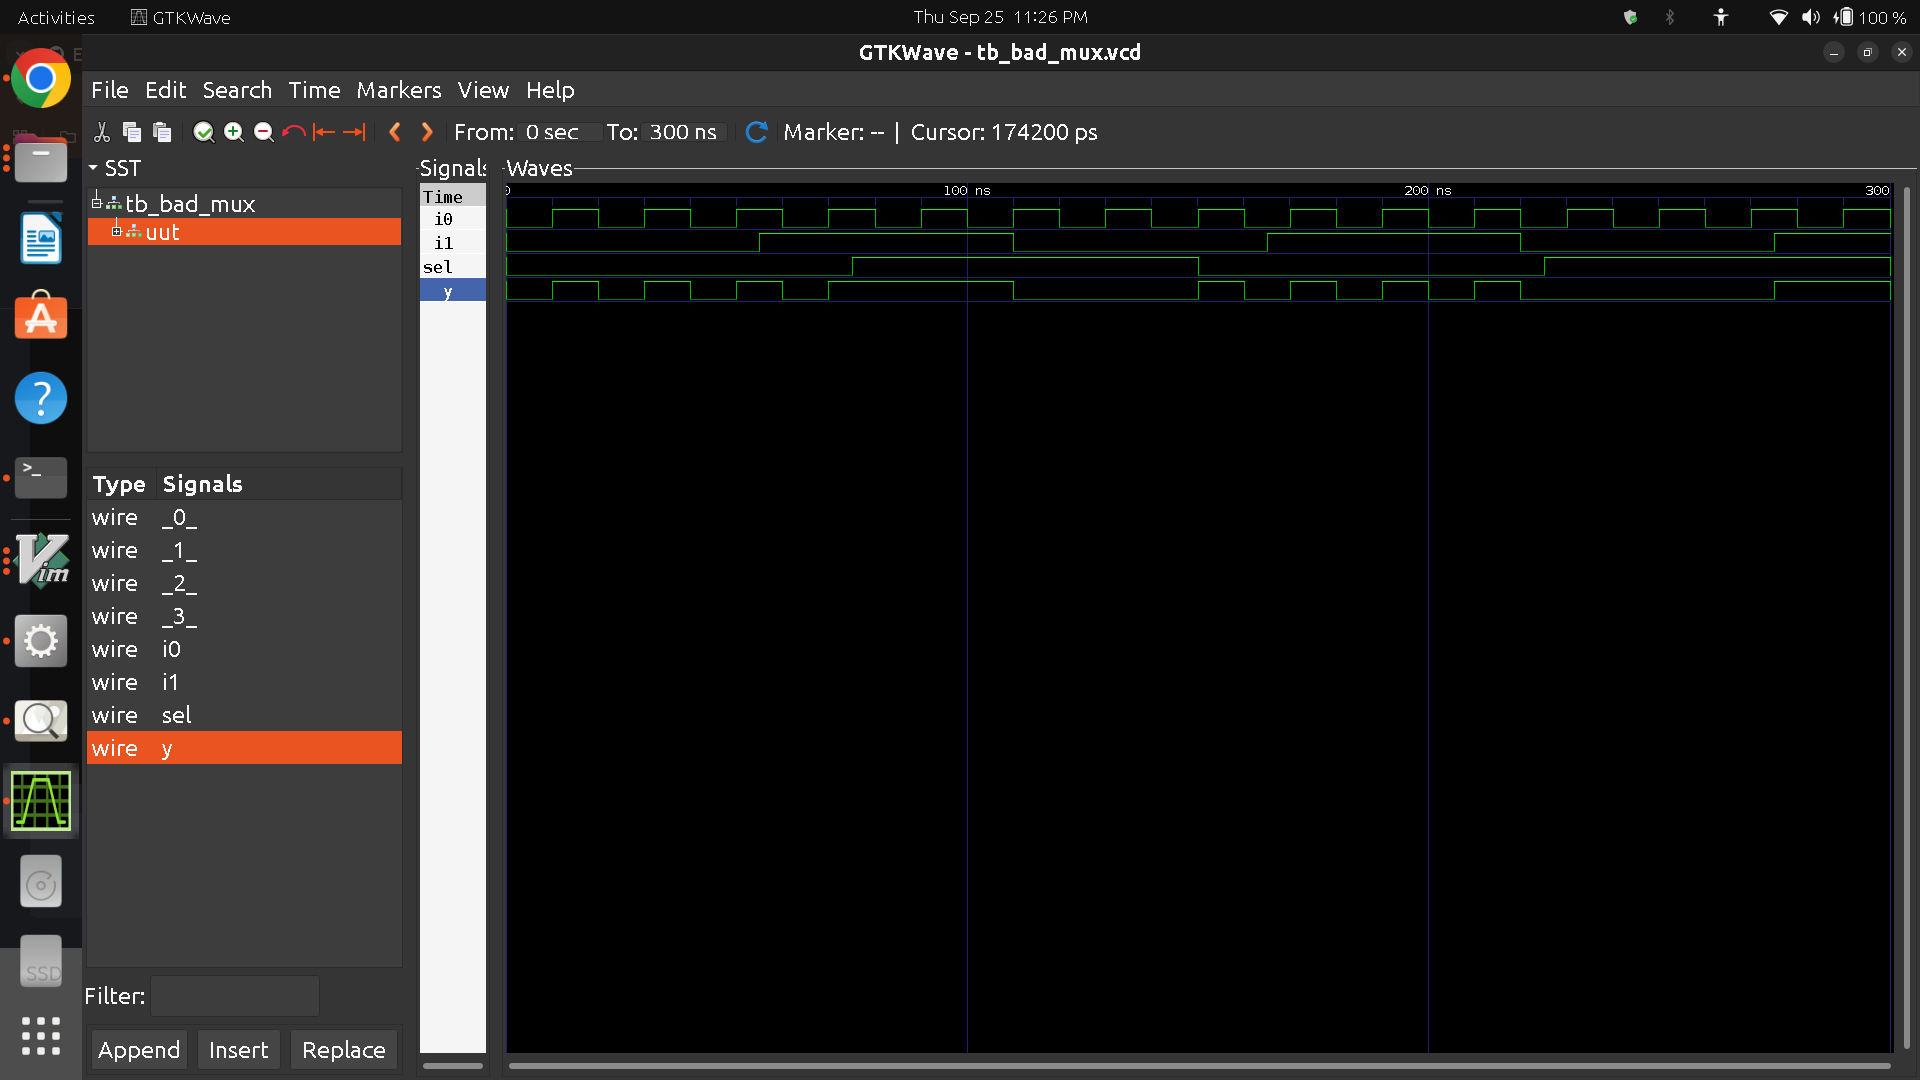 Activities GTKWave Thu Sep 25 11:26 PM 100 %
GTKWave - tb_bad_mux.vcd
File Edit Search Time Markers View Help
From: 0 sec To: 300 ns Marker: -- | Cursor: 174200 ps
SST
tb_bad_mux
uut
Type Signals
wire _0_
wire _1_
wire _2_
wire _3_
wire i0
wire i1
wire sel
wire y
Filter:
Append Insert Replace
Signals
Time
i0
i1
sel
y
Waves
0 100 ns 200 ns 300
>_
Vim
A
?
SSD